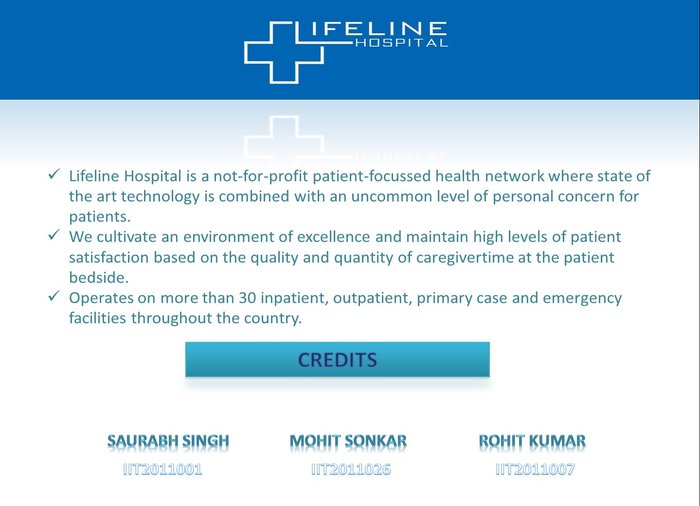 LIFELINE
HOSPITAL
✓ Lifeline Hospital is a not-for-profit patient-focussed health network where state of
the art technology is combined with an uncommon level of personal concern for
patients.
✓ We cultivate an environment of excellence and maintain high levels of patient
satisfaction based on the quality and quantity of caregivertime at the patient
bedside.
✓ Operates on more than 30 inpatient, outpatient, primary case and emergency
facilities throughout the country.
CREDITS
SAURABH SINGH MOHIT SONKAR ROHIT KUMAR
IIT2011001 IIT2011026 IIT2011007